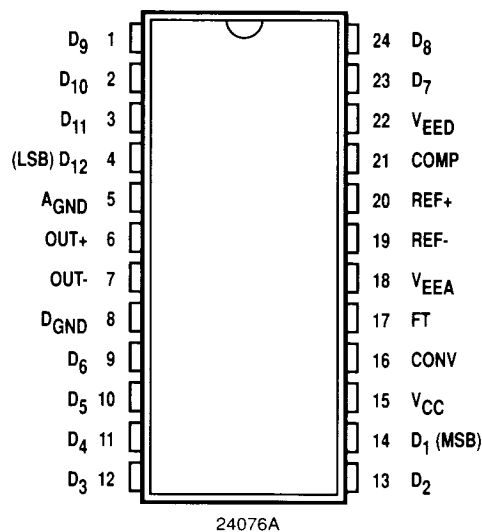 D9 1 24 D8
D10 2 23 D7
D11 3 22 VEED
(LSB) D12 4 21 COMP
AGND 5 20 REF+
OUT+ 6 19 REF-
OUT- 7 18 VEEA
DGND 8 17 FT
D6 9 16 CONV
D5 10 15 VCC
D4 11 14 D1 (MSB)
D3 12 13 D2
24076A